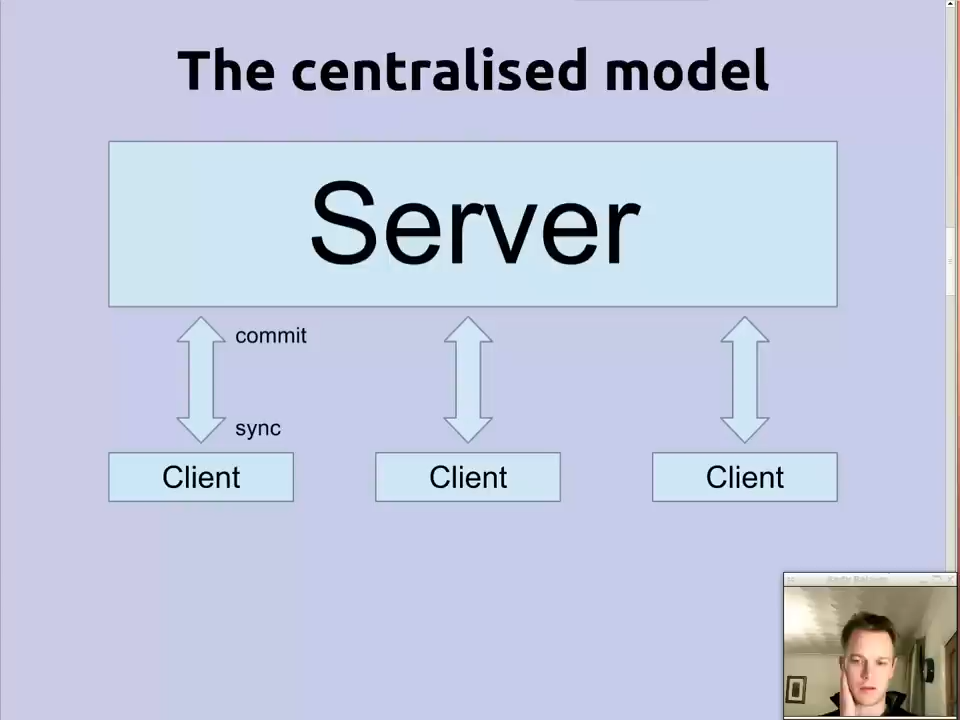 The centralised model
Server
commit
sync
Client
Client
Client